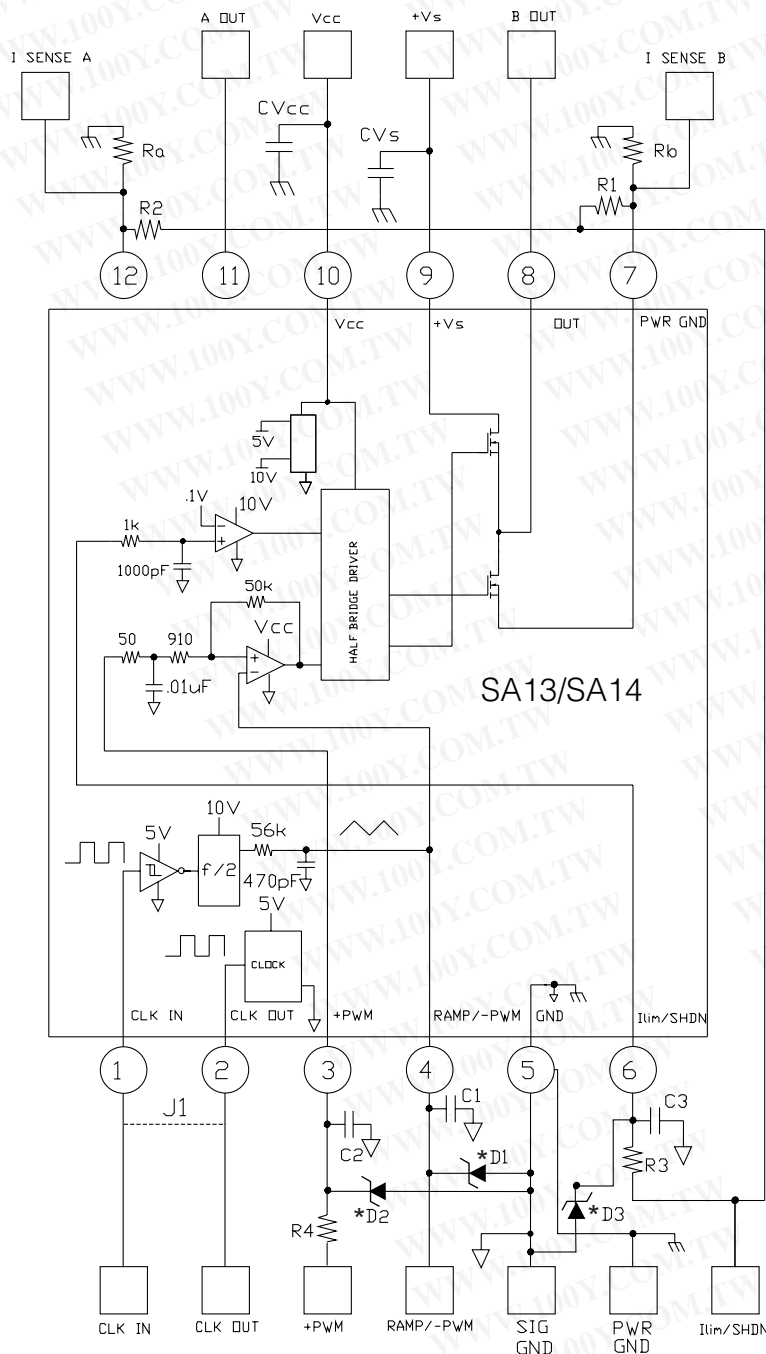 A OUT
Vcc
+Vs
B OUT
I SENSE A
I SENSE B
CVcc
CVs
Ra
Rb
R1
R2
12
11
10
9
8
7
Vcc
+Vs
OUT
PWR GND
5V
10V
.1V
10V
1k
1000pF
HALF BRIDGE DRIVER
50k
50
910
Vcc
.01uF
SA13/SA14
10V
5V
56k
f/2
470pF
5V
CLOCK
CLK IN
CLK OUT
+PWM
RAMP/-PWM
GND
Ilim/SHDN
1
2
3
4
5
6
J1
C1
C2
C3
*D1
R3
*D2
*D3
R4
CLK IN
CLK OUT
+PWM
RAMP/-PWM
SIG
GND
PWR
GND
Ilim/SHDN
WWW.100Y.COM.TW